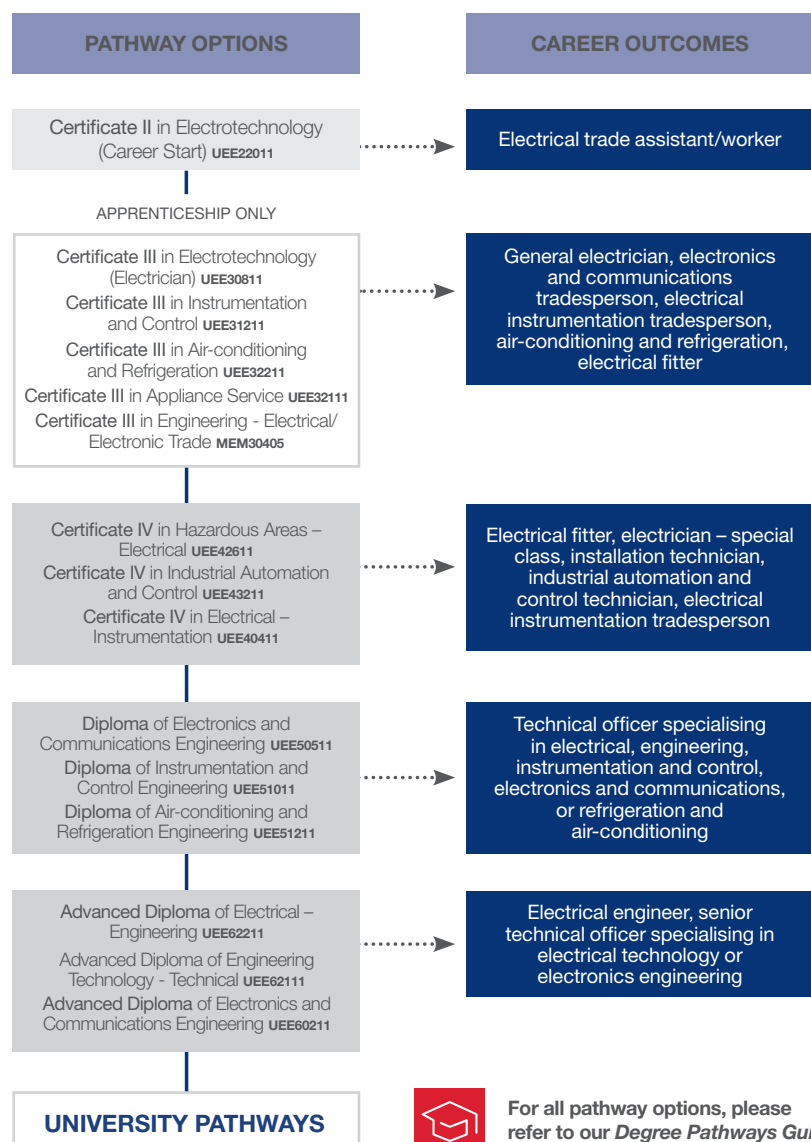 PATHWAY OPTIONS
CAREER OUTCOMES
Certificate II in Electrotechnology
(Career Start) UEE22011
Electrical trade assistant/worker
APPRENTICESHIP ONLY
Certificate III in Electrotechnology
(Electrician) UEE30811
Certificate III in Instrumentation
and Control UEE31211
Certificate III in Air-conditioning
and Refrigeration UEE32211
Certificate III in Appliance Service UEE32111
Certificate III in Engineering - Electrical/
Electronic Trade MEM30405
General electrician, electronics
and communications
tradesperson, electrical
instrumentation tradesperson,
air-conditioning and refrigeration,
electrical fitter
Certificate IV in Hazardous Areas –
Electrical UEE42611
Certificate IV in Industrial Automation
and Control UEE43211
Certificate IV in Electrical –
Instrumentation UEE40411
Electrical fitter, electrician – special
class, installation technician,
industrial automation and
control technician, electrical
instrumentation tradesperson
Diploma of Electronics and
Communications Engineering UEE50511
Diploma of Instrumentation and
Control Engineering UEE51011
Diploma of Air-conditioning and
Refrigeration Engineering UEE51211
Technical officer specialising
in electrical, engineering,
instrumentation and control,
electronics and communications,
or refrigeration and
air-conditioning
Advanced Diploma of Electrical –
Engineering UEE62211
Advanced Diploma of Engineering
Technology - Technical UEE62111
Advanced Diploma of Electronics and
Communications Engineering UEE60211
Electrical engineer, senior
technical officer specialising in
electrical technology or
electronics engineering
UNIVERSITY PATHWAYS
For all pathway options, please
refer to our Degree Pathways